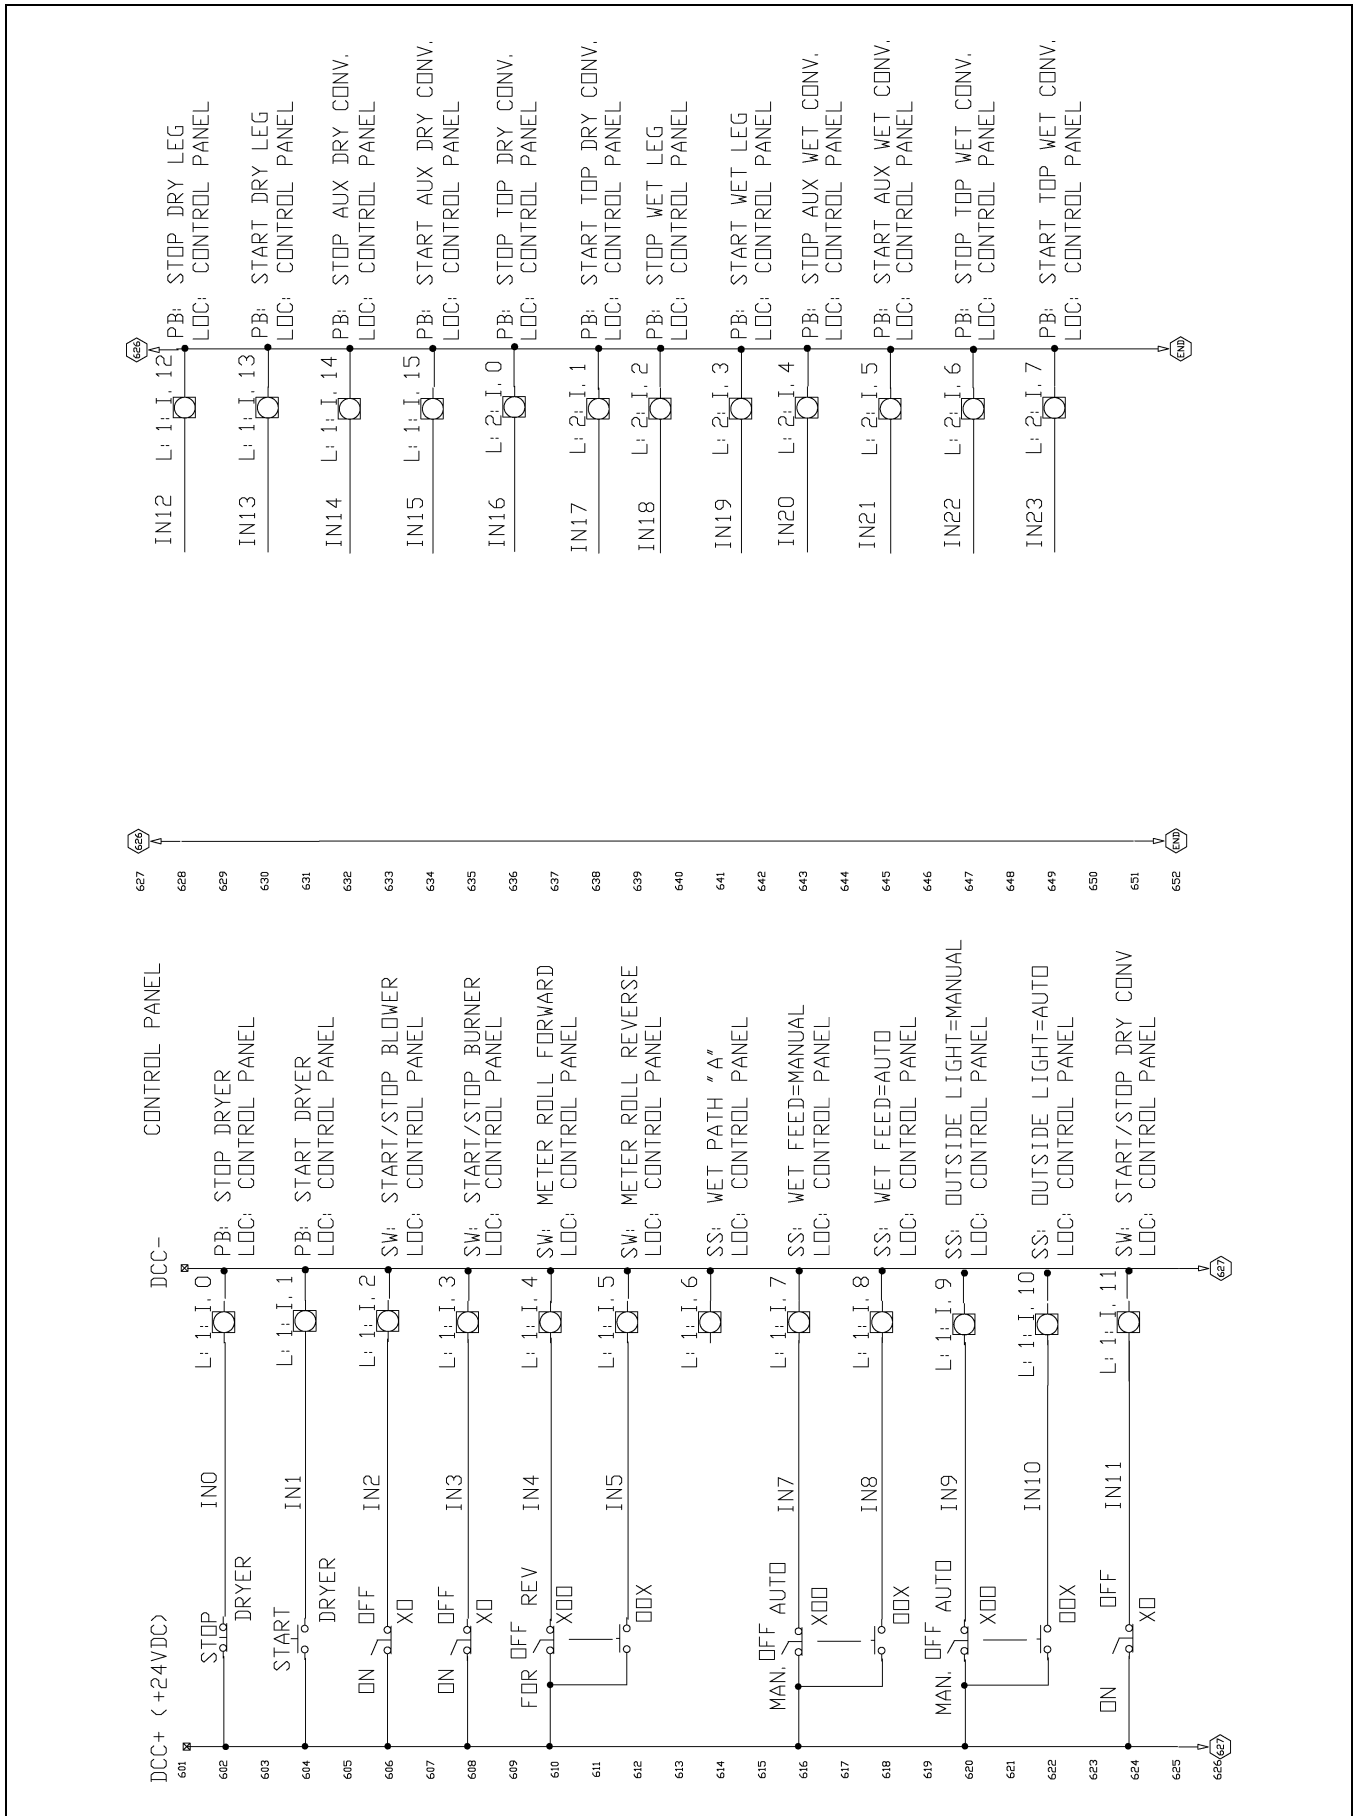 DCC+ (+24VDC)
DCC-
CONTROL PANEL
601
602
STOP
DRYER
IN0
L:1:I.0
PB: STOP DRYER
LOC: CONTROL PANEL
603
604
START
DRYER
IN1
L:1:I.1
PB: START DRYER
LOC: CONTROL PANEL
605
606
ON OFF
XO
IN2
L:1:I.2
SW: START/STOP BLOWER
LOC: CONTROL PANEL
607
608
ON OFF
XO
IN3
L:1:I.3
SW: START/STOP BURNER
LOC: CONTROL PANEL
609
FOR OFF REV
XOO
IN4
L:1:I.4
SW: METER ROLL FORWARD
LOC: CONTROL PANEL
610
611
OOX
IN5
L:1:I.5
SW: METER ROLL REVERSE
LOC: CONTROL PANEL
612
613
L:1:I.6
SS: WET PATH "A"
LOC: CONTROL PANEL
614
615
616
MAN. OFF AUTO
XOO
IN7
L:1:I.7
SS: WET FEED=MANUAL
LOC: CONTROL PANEL
617
618
OOX
IN8
L:1:I.8
SS: WET FEED=AUTO
LOC: CONTROL PANEL
619
620
MAN. OFF AUTO
XOO
IN9
L:1:I.9
SS: OUTSIDE LIGHT=MANUAL
LOC: CONTROL PANEL
621
622
OOX
IN10
L:1:I.10
SS: OUTSIDE LIGHT=AUTO
LOC: CONTROL PANEL
623
624
ON OFF
XO
IN11
L:1:I.11
SW: START/STOP DRY CONV
LOC: CONTROL PANEL
625
626
627
627
627
626
626
628
IN12
L:1:I.12
PB: STOP DRY LEG
LOC: CONTROL PANEL
629
630
IN13
L:1:I.13
PB: START DRY LEG
LOC: CONTROL PANEL
631
632
IN14
L:1:I.14
PB: STOP AUX DRY CONV.
LOC: CONTROL PANEL
633
634
IN15
L:1:I.15
PB: START AUX DRY CONV.
LOC: CONTROL PANEL
635
636
IN16
L:2:I.0
PB: STOP TOP DRY CONV.
LOC: CONTROL PANEL
637
638
IN17
L:2:I.1
PB: START TOP DRY CONV.
LOC: CONTROL PANEL
639
IN18
L:2:I.2
PB: STOP WET LEG
LOC: CONTROL PANEL
640
641
IN19
L:2:I.3
PB: START WET LEG
LOC: CONTROL PANEL
642
643
IN20
L:2:I.4
PB: STOP AUX WET CONV.
LOC: CONTROL PANEL
644
645
IN21
L:2:I.5
PB: START AUX WET CONV.
LOC: CONTROL PANEL
646
647
IN22
L:2:I.6
PB: STOP TOP WET CONV.
LOC: CONTROL PANEL
648
649
IN23
L:2:I.7
PB: START TOP WET CONV.
LOC: CONTROL PANEL
650
651
652
END
END